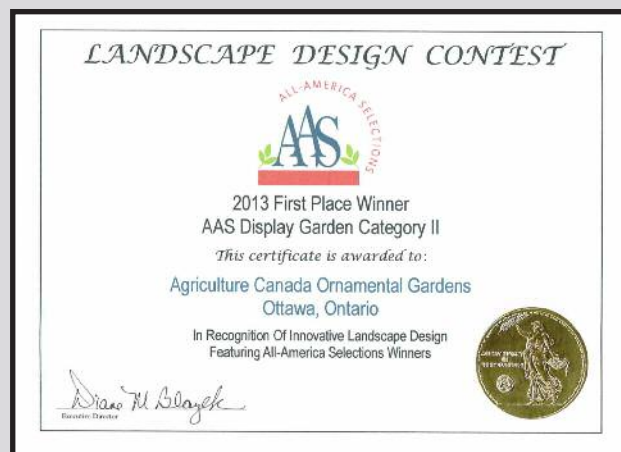 LANDSCAPE DESIGN CONTEST
ALL-AMERICA SELECTIONS
AAS
2013 First Place Winner
AAS Display Garden Category II
This certificate is awarded to:
Agriculture Canada Ornamental Gardens
Ottawa, Ontario
In Recognition Of Innovative Landscape Design
Featuring All-America Selections Winners
Diane M Blazek
Executive Director